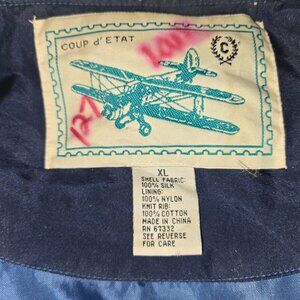 COUP d'ETAT
C
XL
SHELL FABRIC:
100% SILK
LINING:
100% NYLON
KNIT RIB:
100% COTTON
MADE IN CHINA
RN 67332
SEE REVERSE
FOR CARE